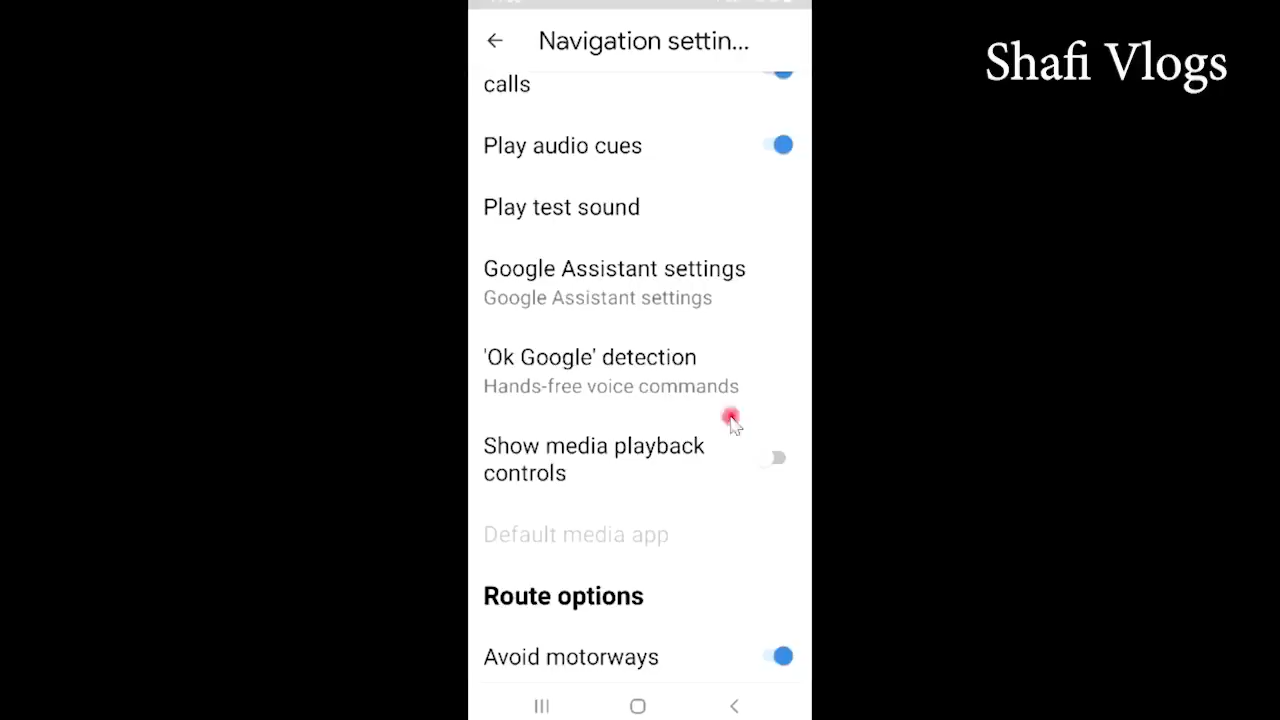 Navigation settin...
Shafi Vlogs
calls
Play audio cues
Play test sound
Google Assistant settings
Google Assistant settings
'Ok Google' detection
Hands-free voice commands
Show media playback
controls
Default media app
Route options
Avoid motorways